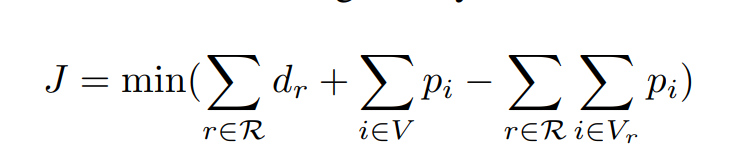 J = min(∑_{r∈ℛ} d_r + ∑_{i∈V} p_i − ∑_{r∈ℛ} ∑_{i∈V_r} p_i)